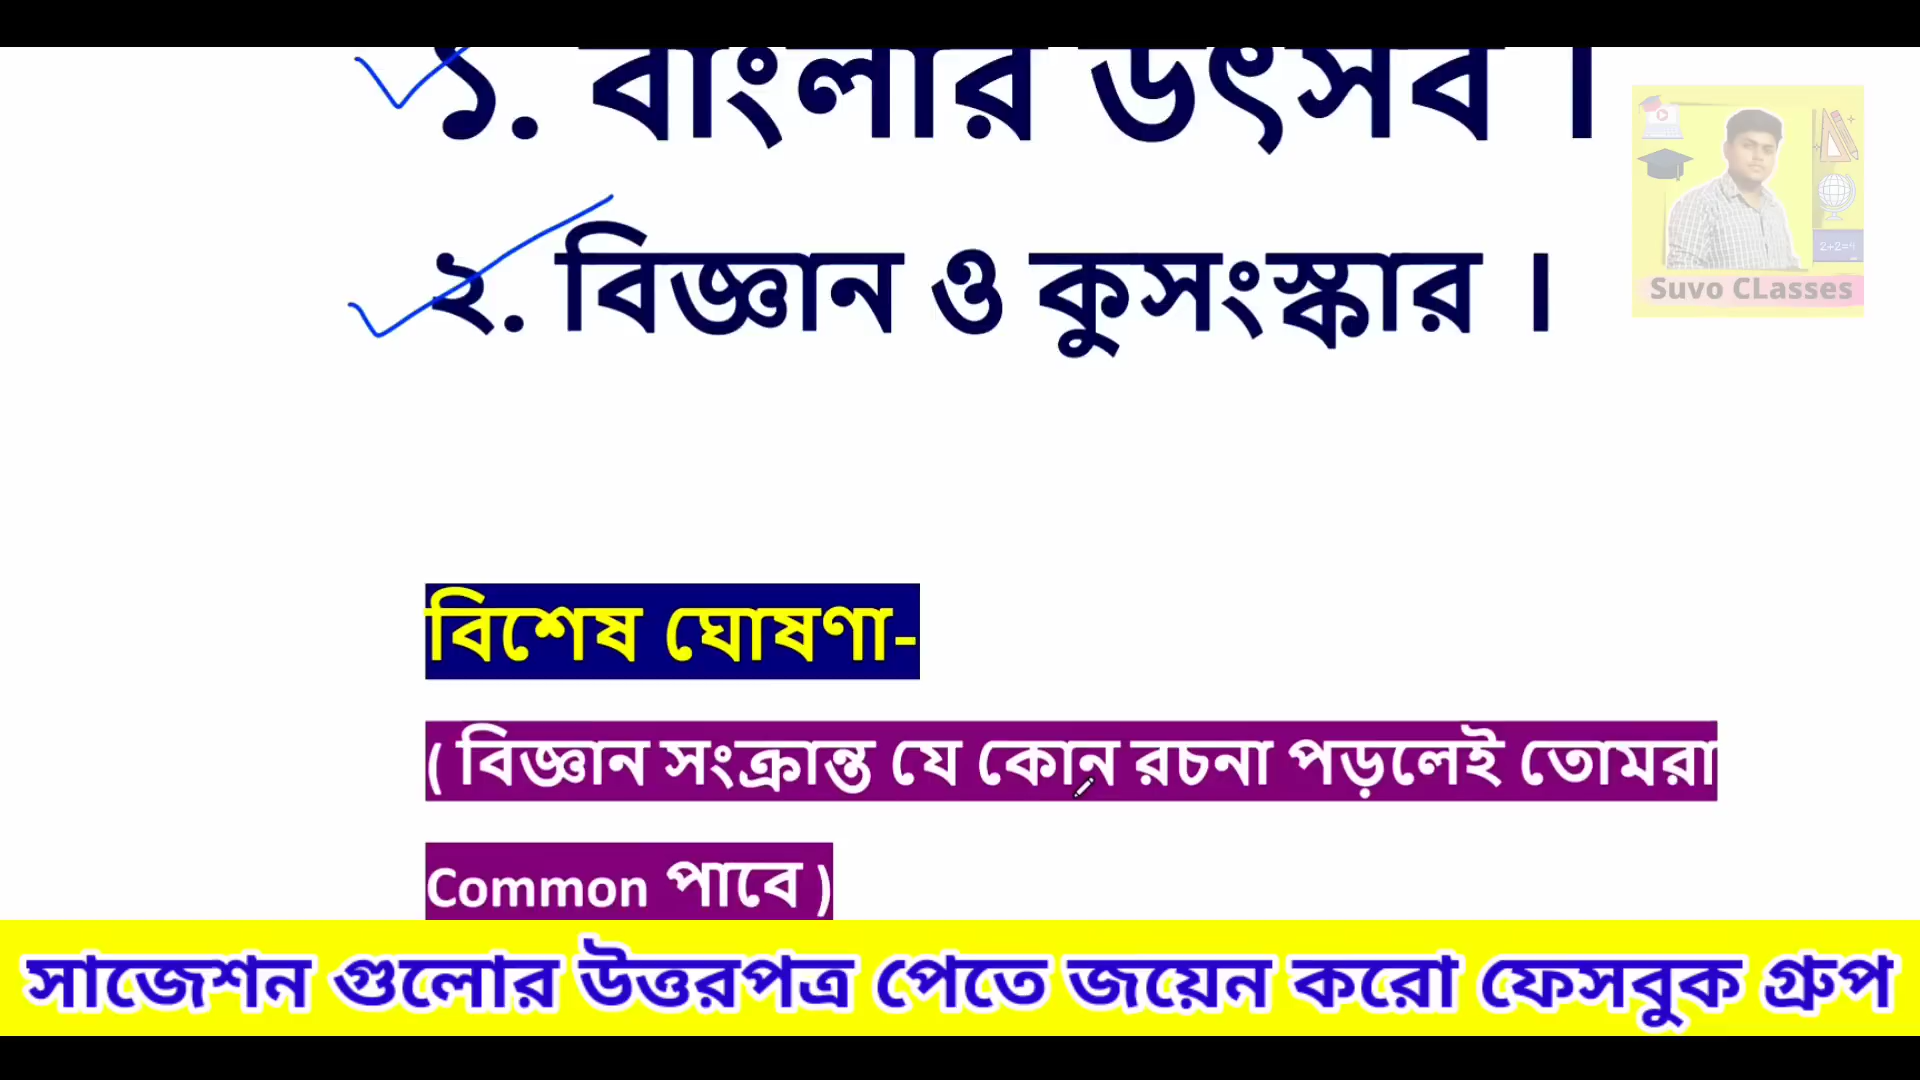 ১. বাংলার উৎসব ।
Suvo CLasses
২. বিজ্ঞান ও কুসংস্কার ।
বিশেষ ঘোষণা-
( বিজ্ঞান সংক্রান্ত যে কোন রচনা পড়লেই তোমরা
Common পাবে )
সাজেশন গুলোর উত্তরপত্র পেতে জয়েন করো ফেসবুক গ্রুপ